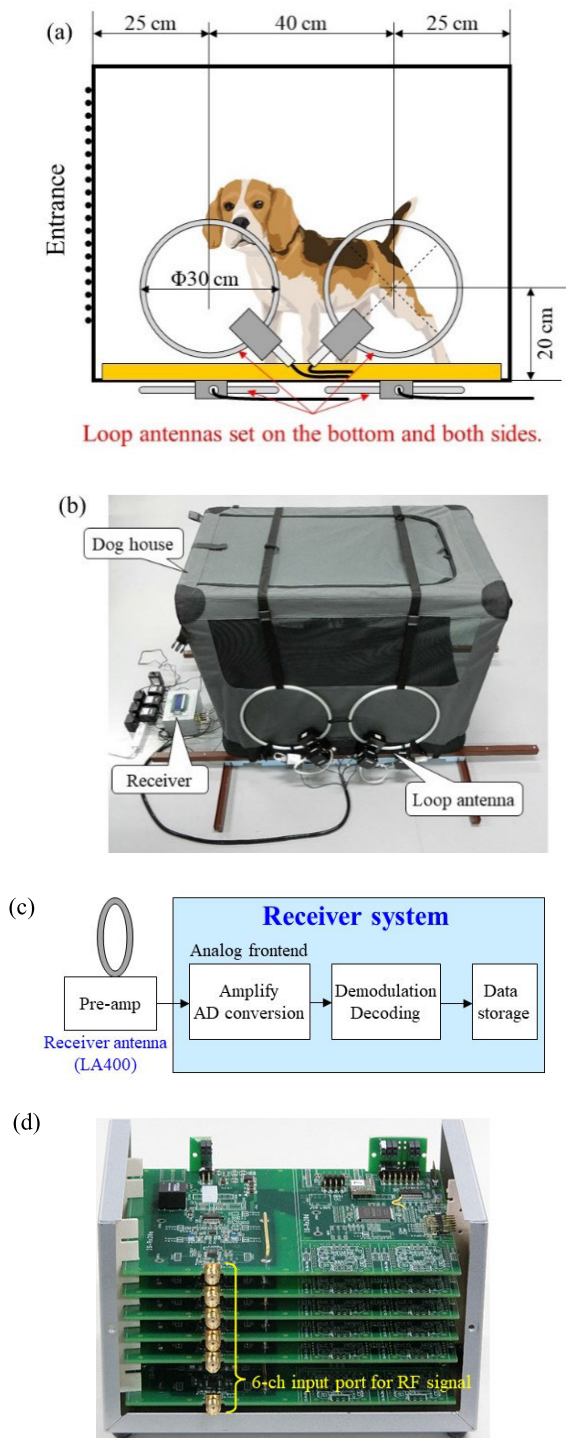 (a)
25 cm
40 cm
25 cm
Entrance
Φ30 cm
20 cm
Loop antennas set on the bottom and both sides.
(b)
Dog house
Receiver
Loop antenna
(c)
Receiver system
Analog frontend
Pre-amp
Amplify
AD conversion
Demodulation
Decoding
Data
storage
Receiver antenna
(LA400)
(d)
6-ch input port for RF signal